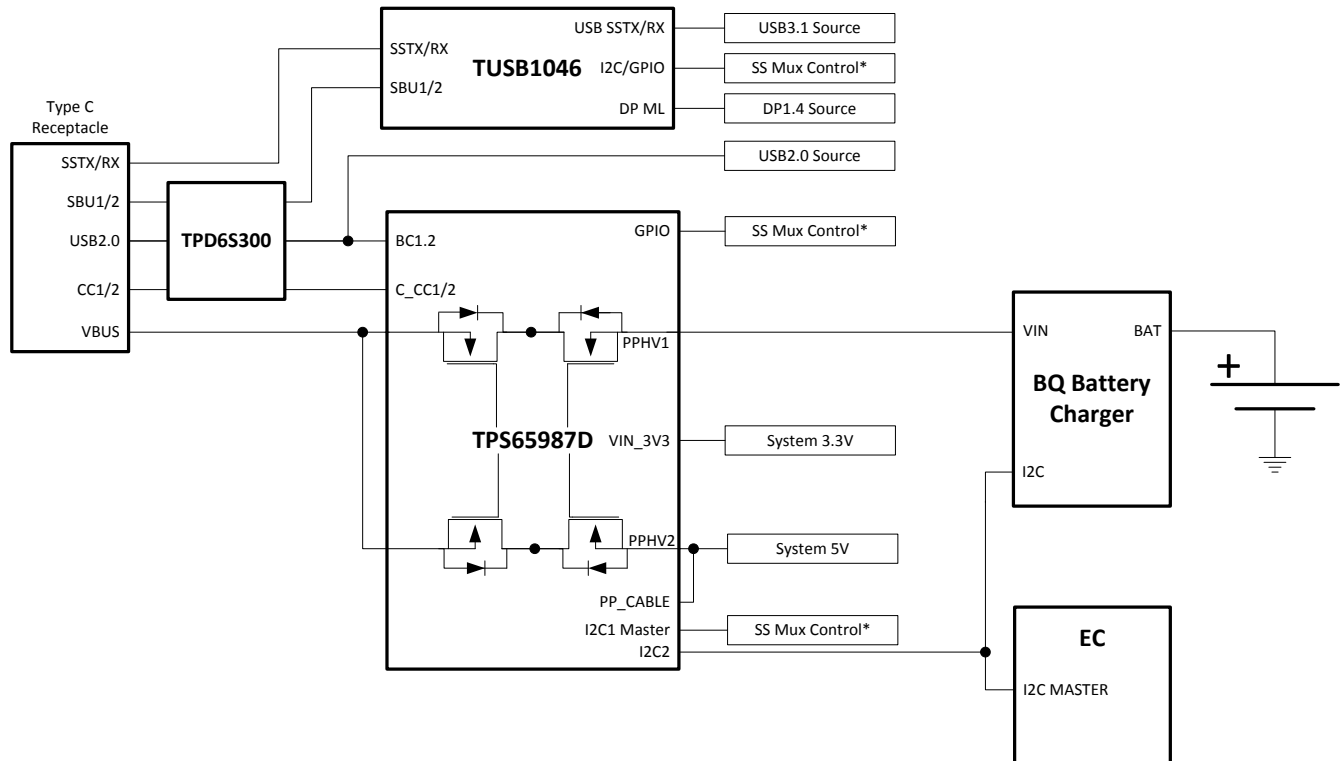 USB SSTX/RX
USB3.1 Source
SSTX/RX
TUSB1046
I2C/GPIO
SS Mux Control*
SBU1/2
DP ML
DP1.4 Source
Type C
Receptacle
USB2.0 Source
SSTX/RX
SBU1/2
USB2.0
TPD6S300
BC1.2
GPIO
SS Mux Control*
CC1/2
C_CC1/2
VBUS
PPHV1
VIN
BAT
+
BQ Battery
Charger
TPS65987D
VIN_3V3
System 3.3V
I2C
PPHV2
System 5V
PP_CABLE
I2C1 Master
SS Mux Control*
I2C2
EC
I2C MASTER